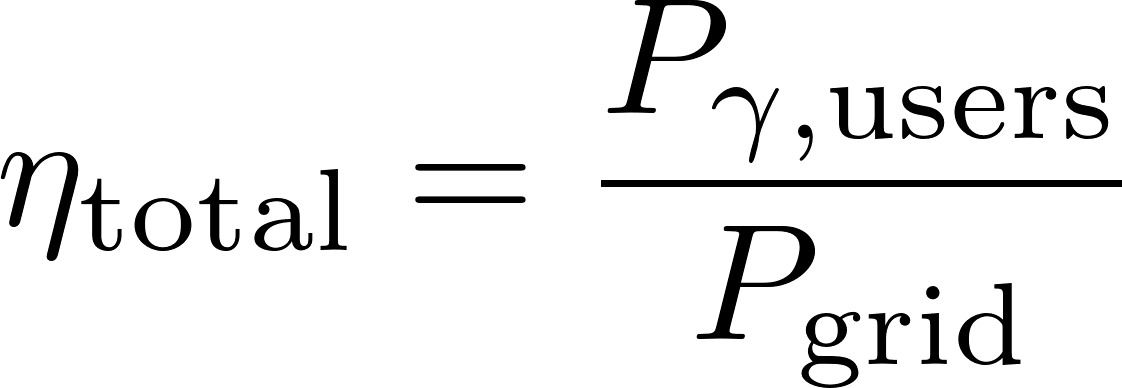 η_total = P_γ,users / P_grid